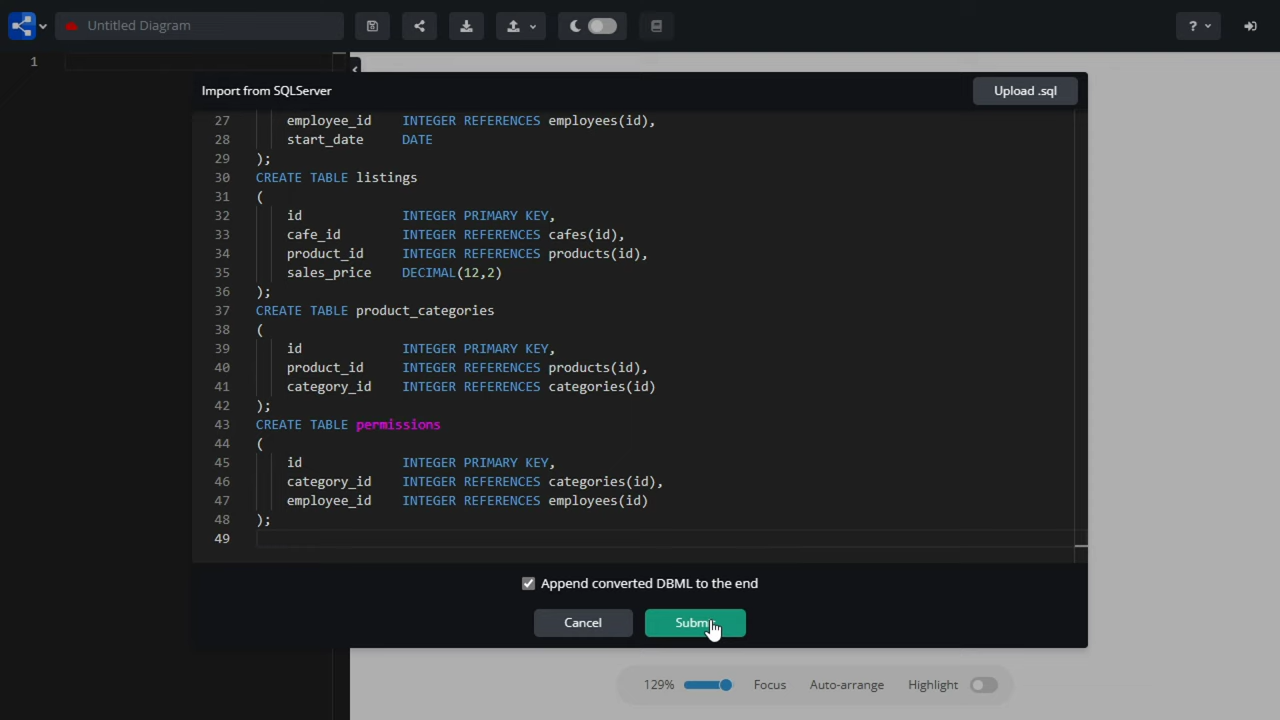 Untitled Diagram
?
1
Import from SQLServer
Upload .sql
27 employee_id INTEGER REFERENCES employees(id),
28 start_date DATE
29 );
30 CREATE TABLE listings
31 (
32 id INTEGER PRIMARY KEY,
33 cafe_id INTEGER REFERENCES cafes(id),
34 product_id INTEGER REFERENCES products(id),
35 sales_price DECIMAL(12,2)
36 );
37 CREATE TABLE product_categories
38 (
39 id INTEGER PRIMARY KEY,
40 product_id INTEGER REFERENCES products(id),
41 category_id INTEGER REFERENCES categories(id)
42 );
43 CREATE TABLE permissions
44 (
45 id INTEGER PRIMARY KEY,
46 category_id INTEGER REFERENCES categories(id),
47 employee_id INTEGER REFERENCES employees(id)
48 );
49
Append converted DBML to the end
Cancel
Submit
129% Focus Auto-arrange Highlight